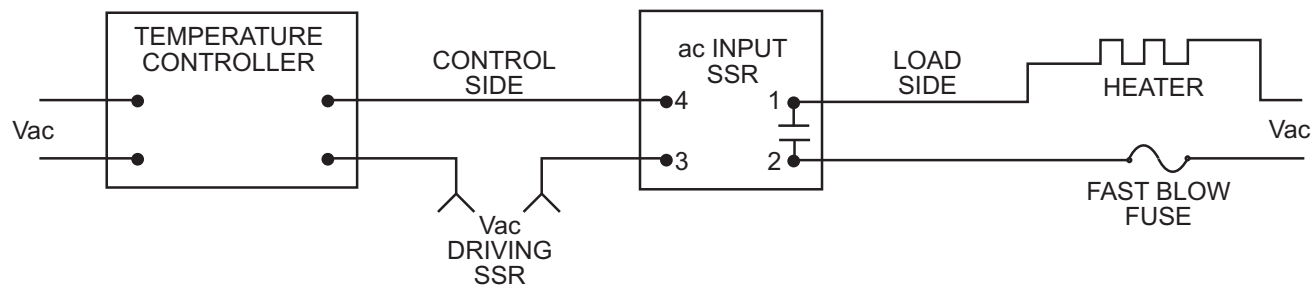 TEMPERATURE
CONTROLLER
CONTROL
SIDE
ac INPUT
SSR
LOAD
SIDE
HEATER
Vac
4
1
Vac
3
2
Vac
DRIVING
SSR
FAST BLOW
FUSE